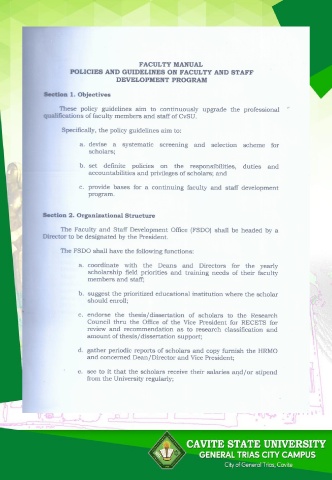 FACULTY MANUAL
POLICIES AND GUIDELINES ON FACULTY AND STAFF
DEVELOPMENT PROGRAM
Section 1. Objectives
These policy guidelines aim to continuously upgrade the professional
qualifications of faculty members and staff of CvSU.
Specifically, the policy guidelines aim to:
a. devise a systematic screening and selection scheme for
scholars;
b. set definite policies on the responsibilities, duties and
accountabilities and privileges of scholars; and
c. provide bases for a continuing faculty and staff development
program.
Section 2. Organizational Structure
The Faculty and Staff Development Office (FSDO) shall be headed by a
Director to be designated by the President.
The FSDO shall have the following functions:
a. coordinate with the Deans and Directors for the yearly
scholarship field priorities and training needs of their faculty
members and staff;
b. suggest the prioritized educational institution where the scholar
should enroll;
c. endorse the thesis/dissertation of scholars to the Research
Council thru the Office of the Vice President for RECETS for
review and recommendation as to research classification and
amount of thesis/dissertation support;
d. gather periodic reports of scholars and copy furnish the HRMO
and concerned Dean/Director and Vice President;
e. see to it that the scholars receive their salaries and/or stipend
from the University regularly;
CAVITE STATE UNIVERSITY
GENERAL TRIAS CITY CAMPUS
City of General Trias, Cavite